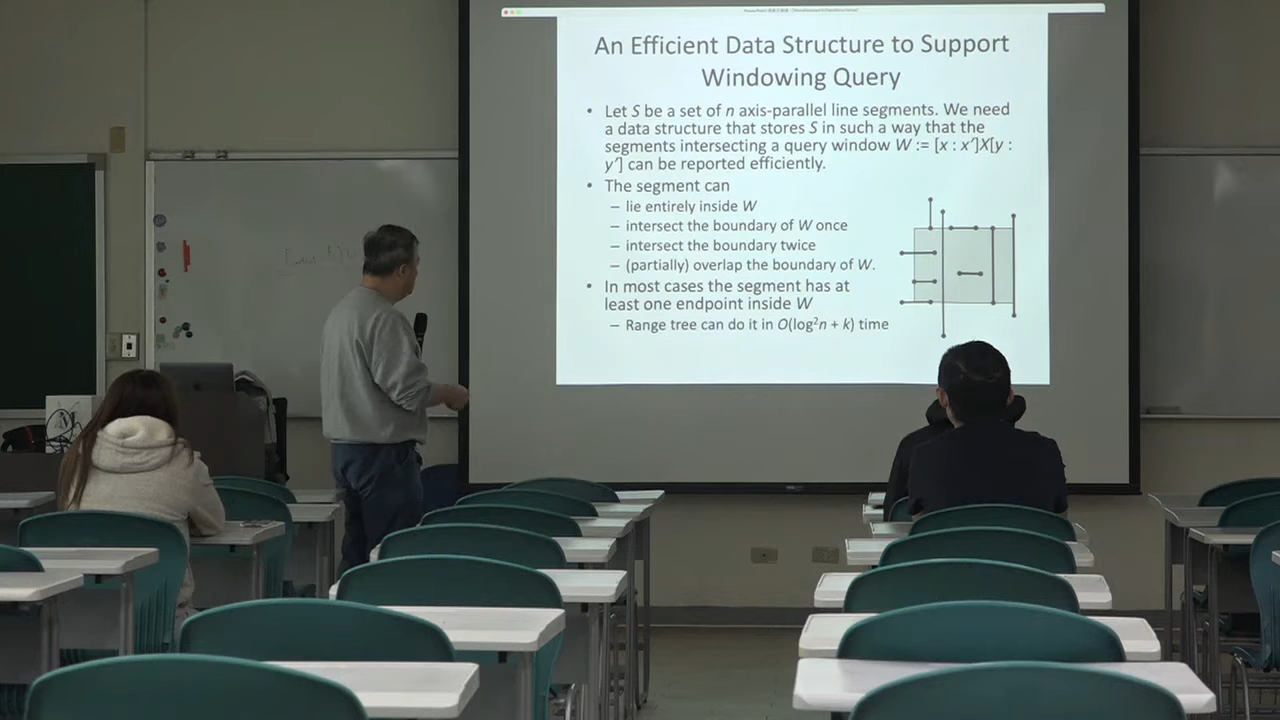 An Efficient Data Structure to Support
Windowing Query
• Let S be a set of n axis-parallel line segments. We need
a data structure that stores S in such a way that the
segments intersecting a query window W := [x : x′]X[y :
y′] can be reported efficiently.
• The segment can
– lie entirely inside W
– intersect the boundary of W once
– intersect the boundary twice
– (partially) overlap the boundary of W.
• In most cases the segment has at
least one endpoint inside W
– Range tree can do it in O(log²n + k) time